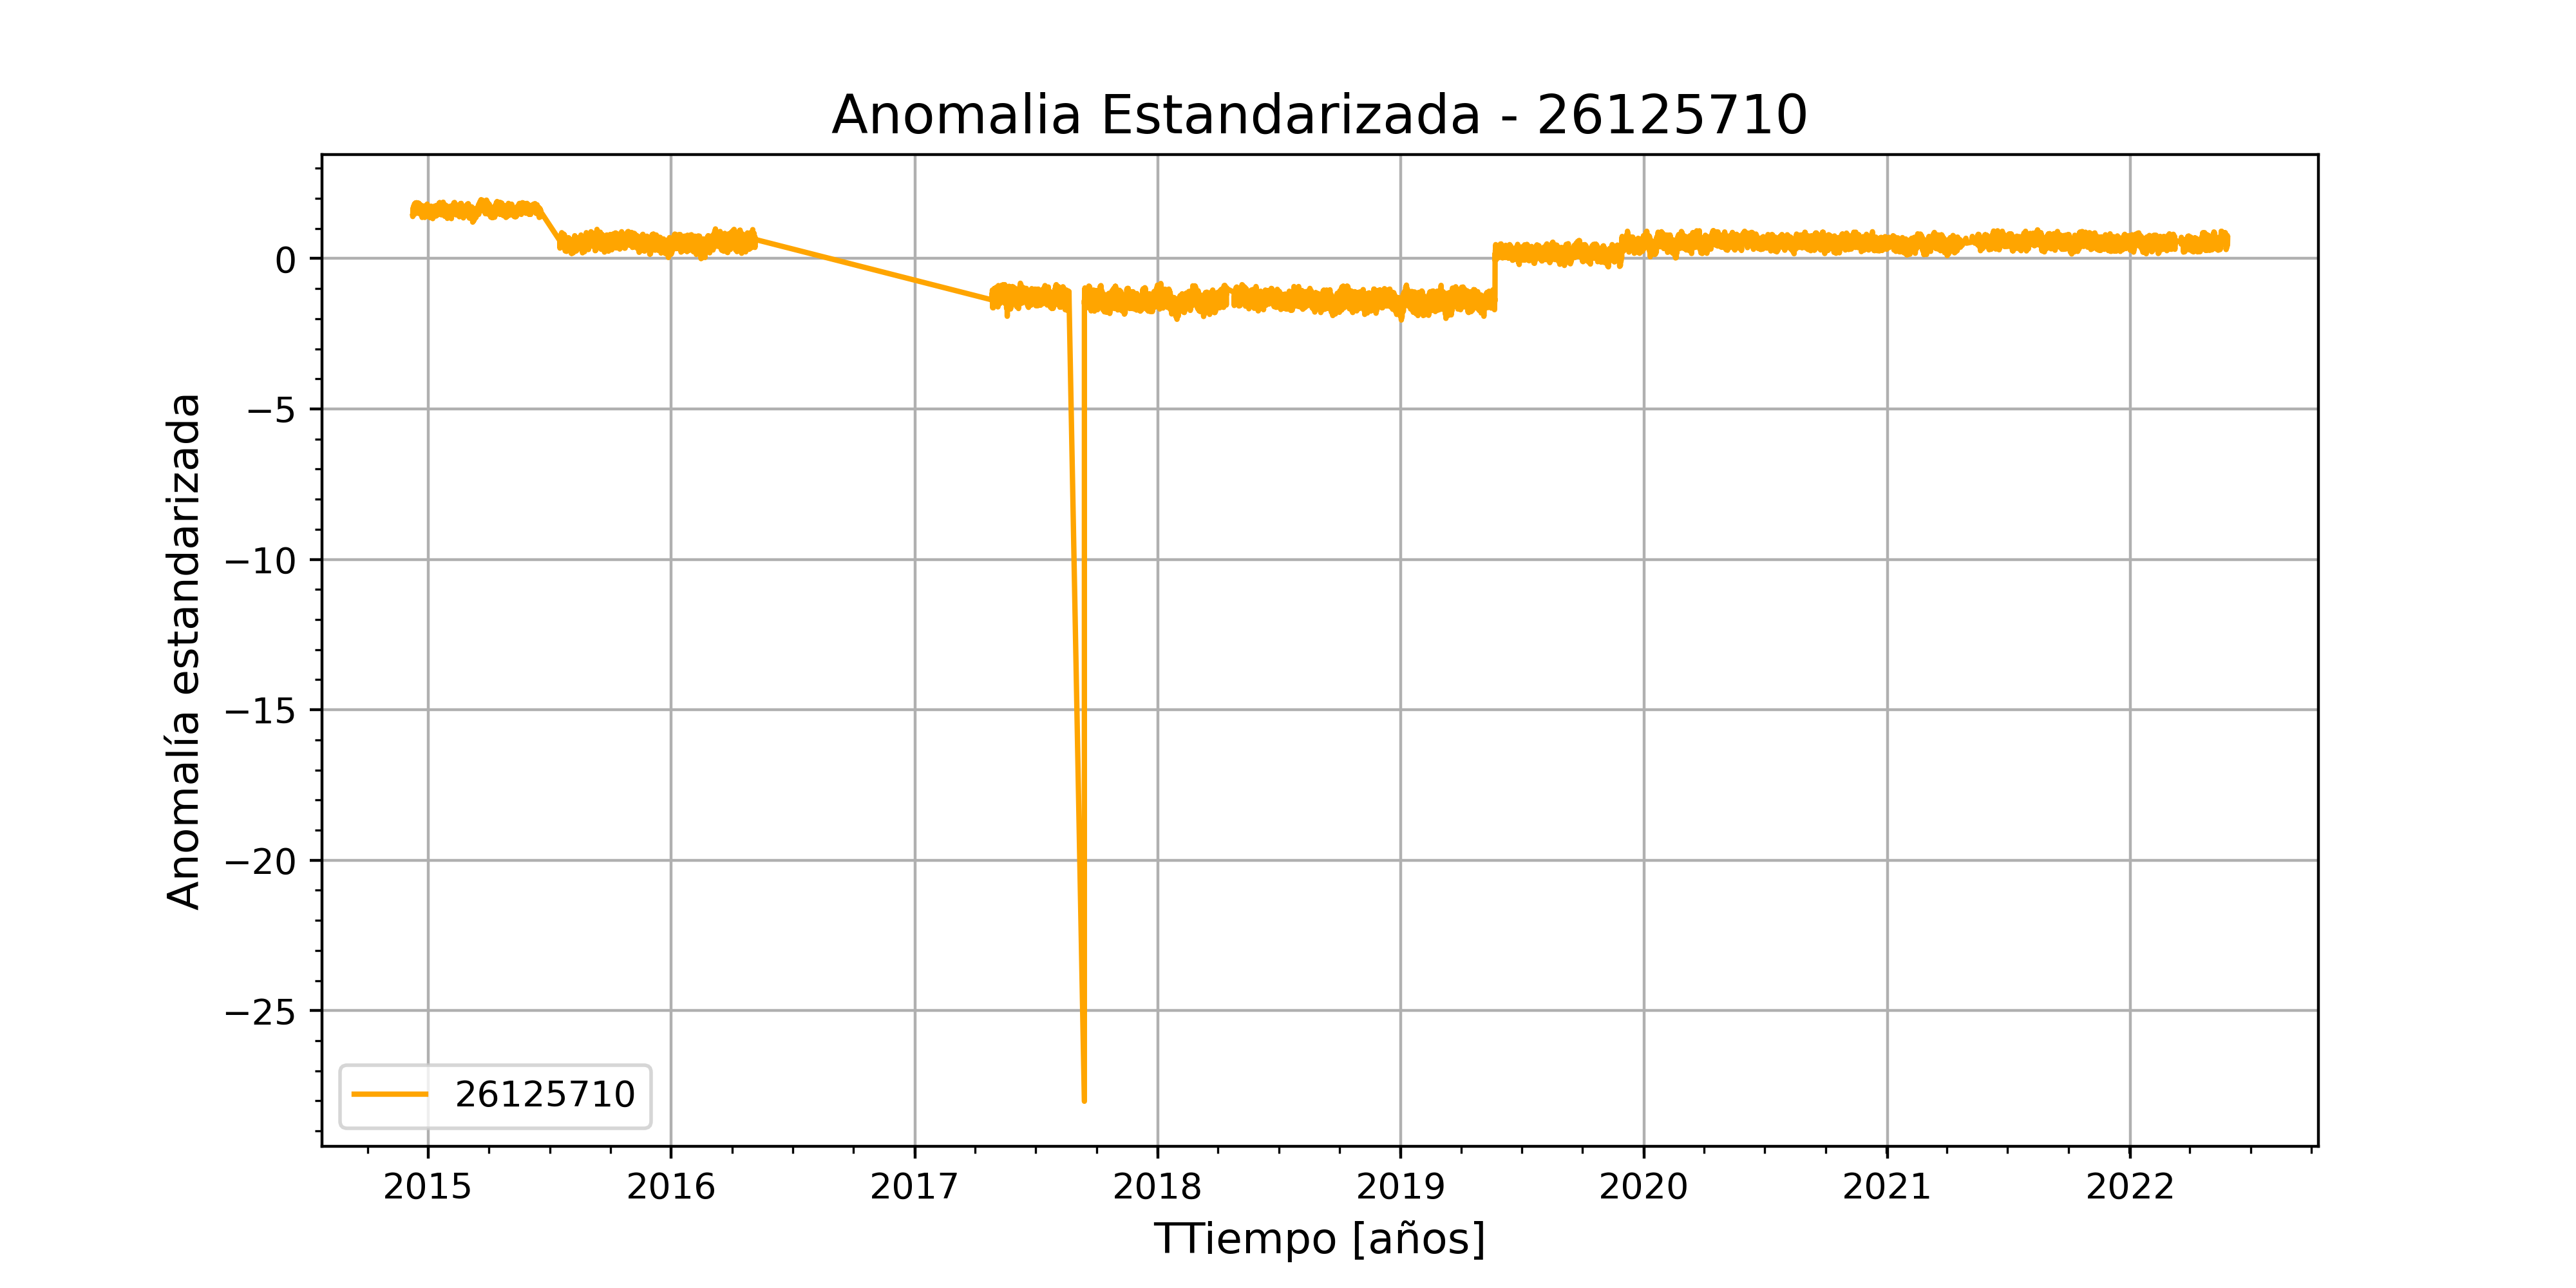 Anomalia Estandarizada - 26125710
Anomalía estandarizada
0
−5
−10
−15
−20
−25
26125710
2015 2016 2017 2018 2019 2020 2021 2022
TTiempo [años]